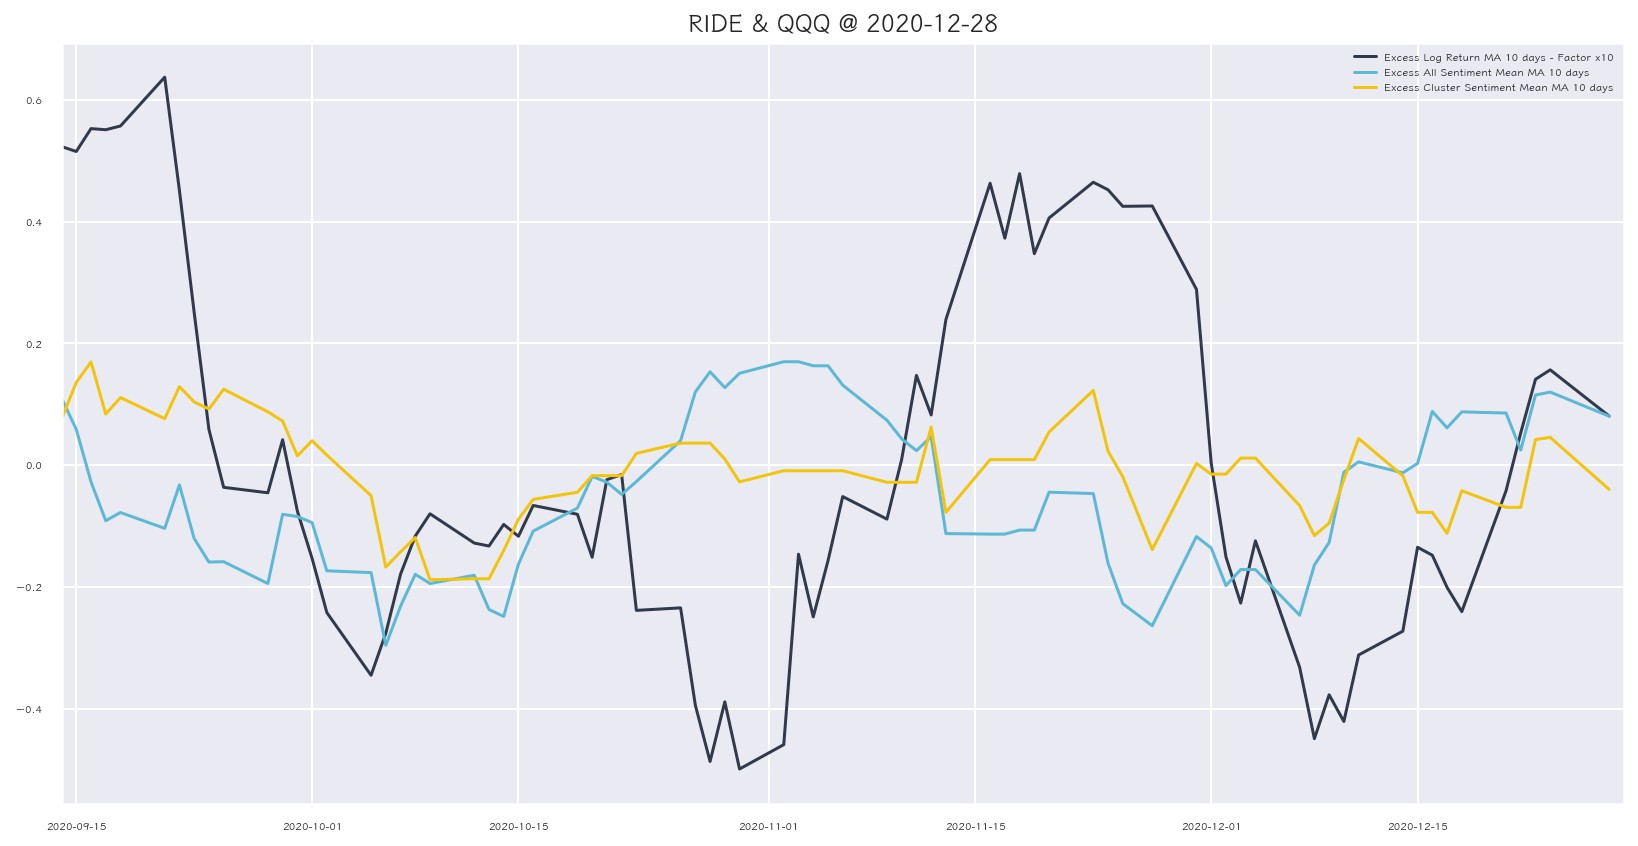 RIDE & QQQ @ 2020-12-28
Excess Log Return MA 10 days - Factor x10
Excess All Sentiment Mean MA 10 days
Excess Cluster Sentiment Mean MA 10 days
0.6
0.4
0.2
0.0
−0.2
−0.4
2020-09-15 2020-10-01 2020-10-15 2020-11-01 2020-11-15 2020-12-01 2020-12-15